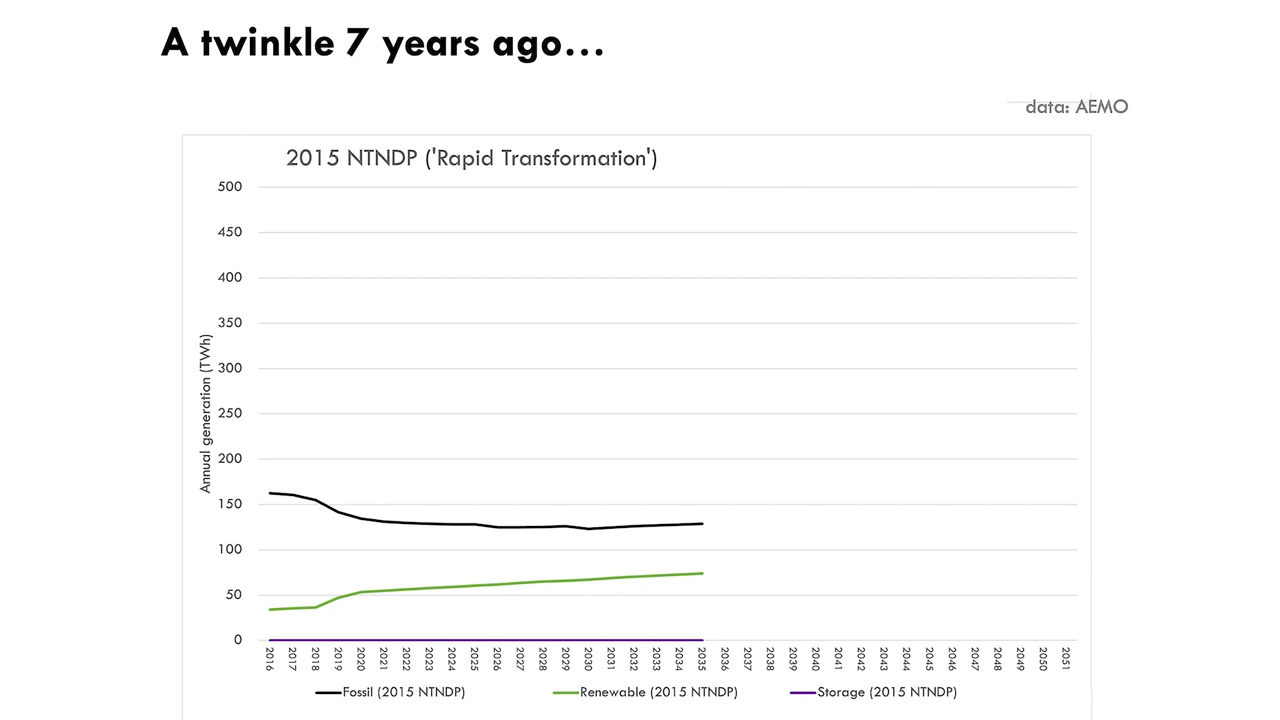 A twinkle 7 years ago...
data: AEMO
2015 NTNDP ('Rapid Transformation')
500
450
400
350
300
250
200
150
100
50
0
Annual generation (TWh)
2016 2017 2018 2019 2020 2021 2022 2023 2024 2025 2026 2027 2028 2029 2030 2031 2032 2033 2034 2035 2036 2037 2038 2039 2040 2041 2042 2043 2044 2045 2046 2047 2048 2049 2050 2051
Fossil (2015 NTNDP) Renewable (2015 NTNDP) Storage (2015 NTNDP)